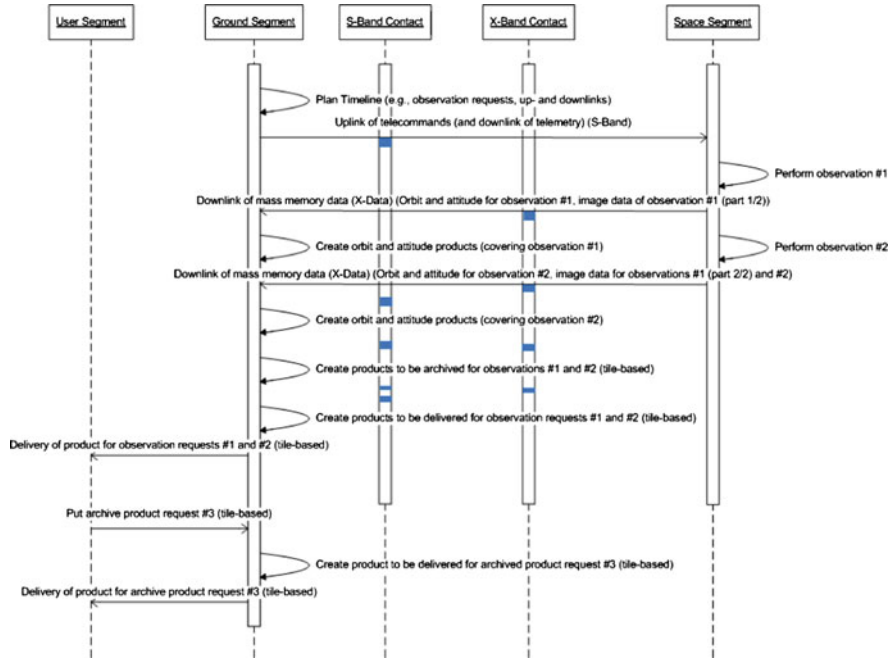 User Segment
Ground Segment
S-Band Contact
X-Band Contact
Space Segment
Plan Timeline (e.g., observation requests, up- and downlinks)
Uplink of telecommands (and downlink of telemetry) (S-Band)
Perform observation #1
Downlink of mass memory data (X-Data) (Orbit and attitude for observation #1, image data of observation #1 (part 1/2))
Create orbit and attitude products (covering observation #1)
Perform observation #2
Downlink of mass memory data (X-Data) (Orbit and attitude for observation #2, image data for observations #1 (part 2/2) and #2)
Create orbit and attitude products (covering observation #2)
Create products to be archived for observations #1 and #2 (tile-based)
Create products to be delivered for observation requests #1 and #2 (tile-based)
Delivery of product for observation requests #1 and #2 (tile-based)
Put archive product request #3 (tile-based)
Create product to be delivered for archived product request #3 (tile-based)
Delivery of product for archive product request #3 (tile-based)